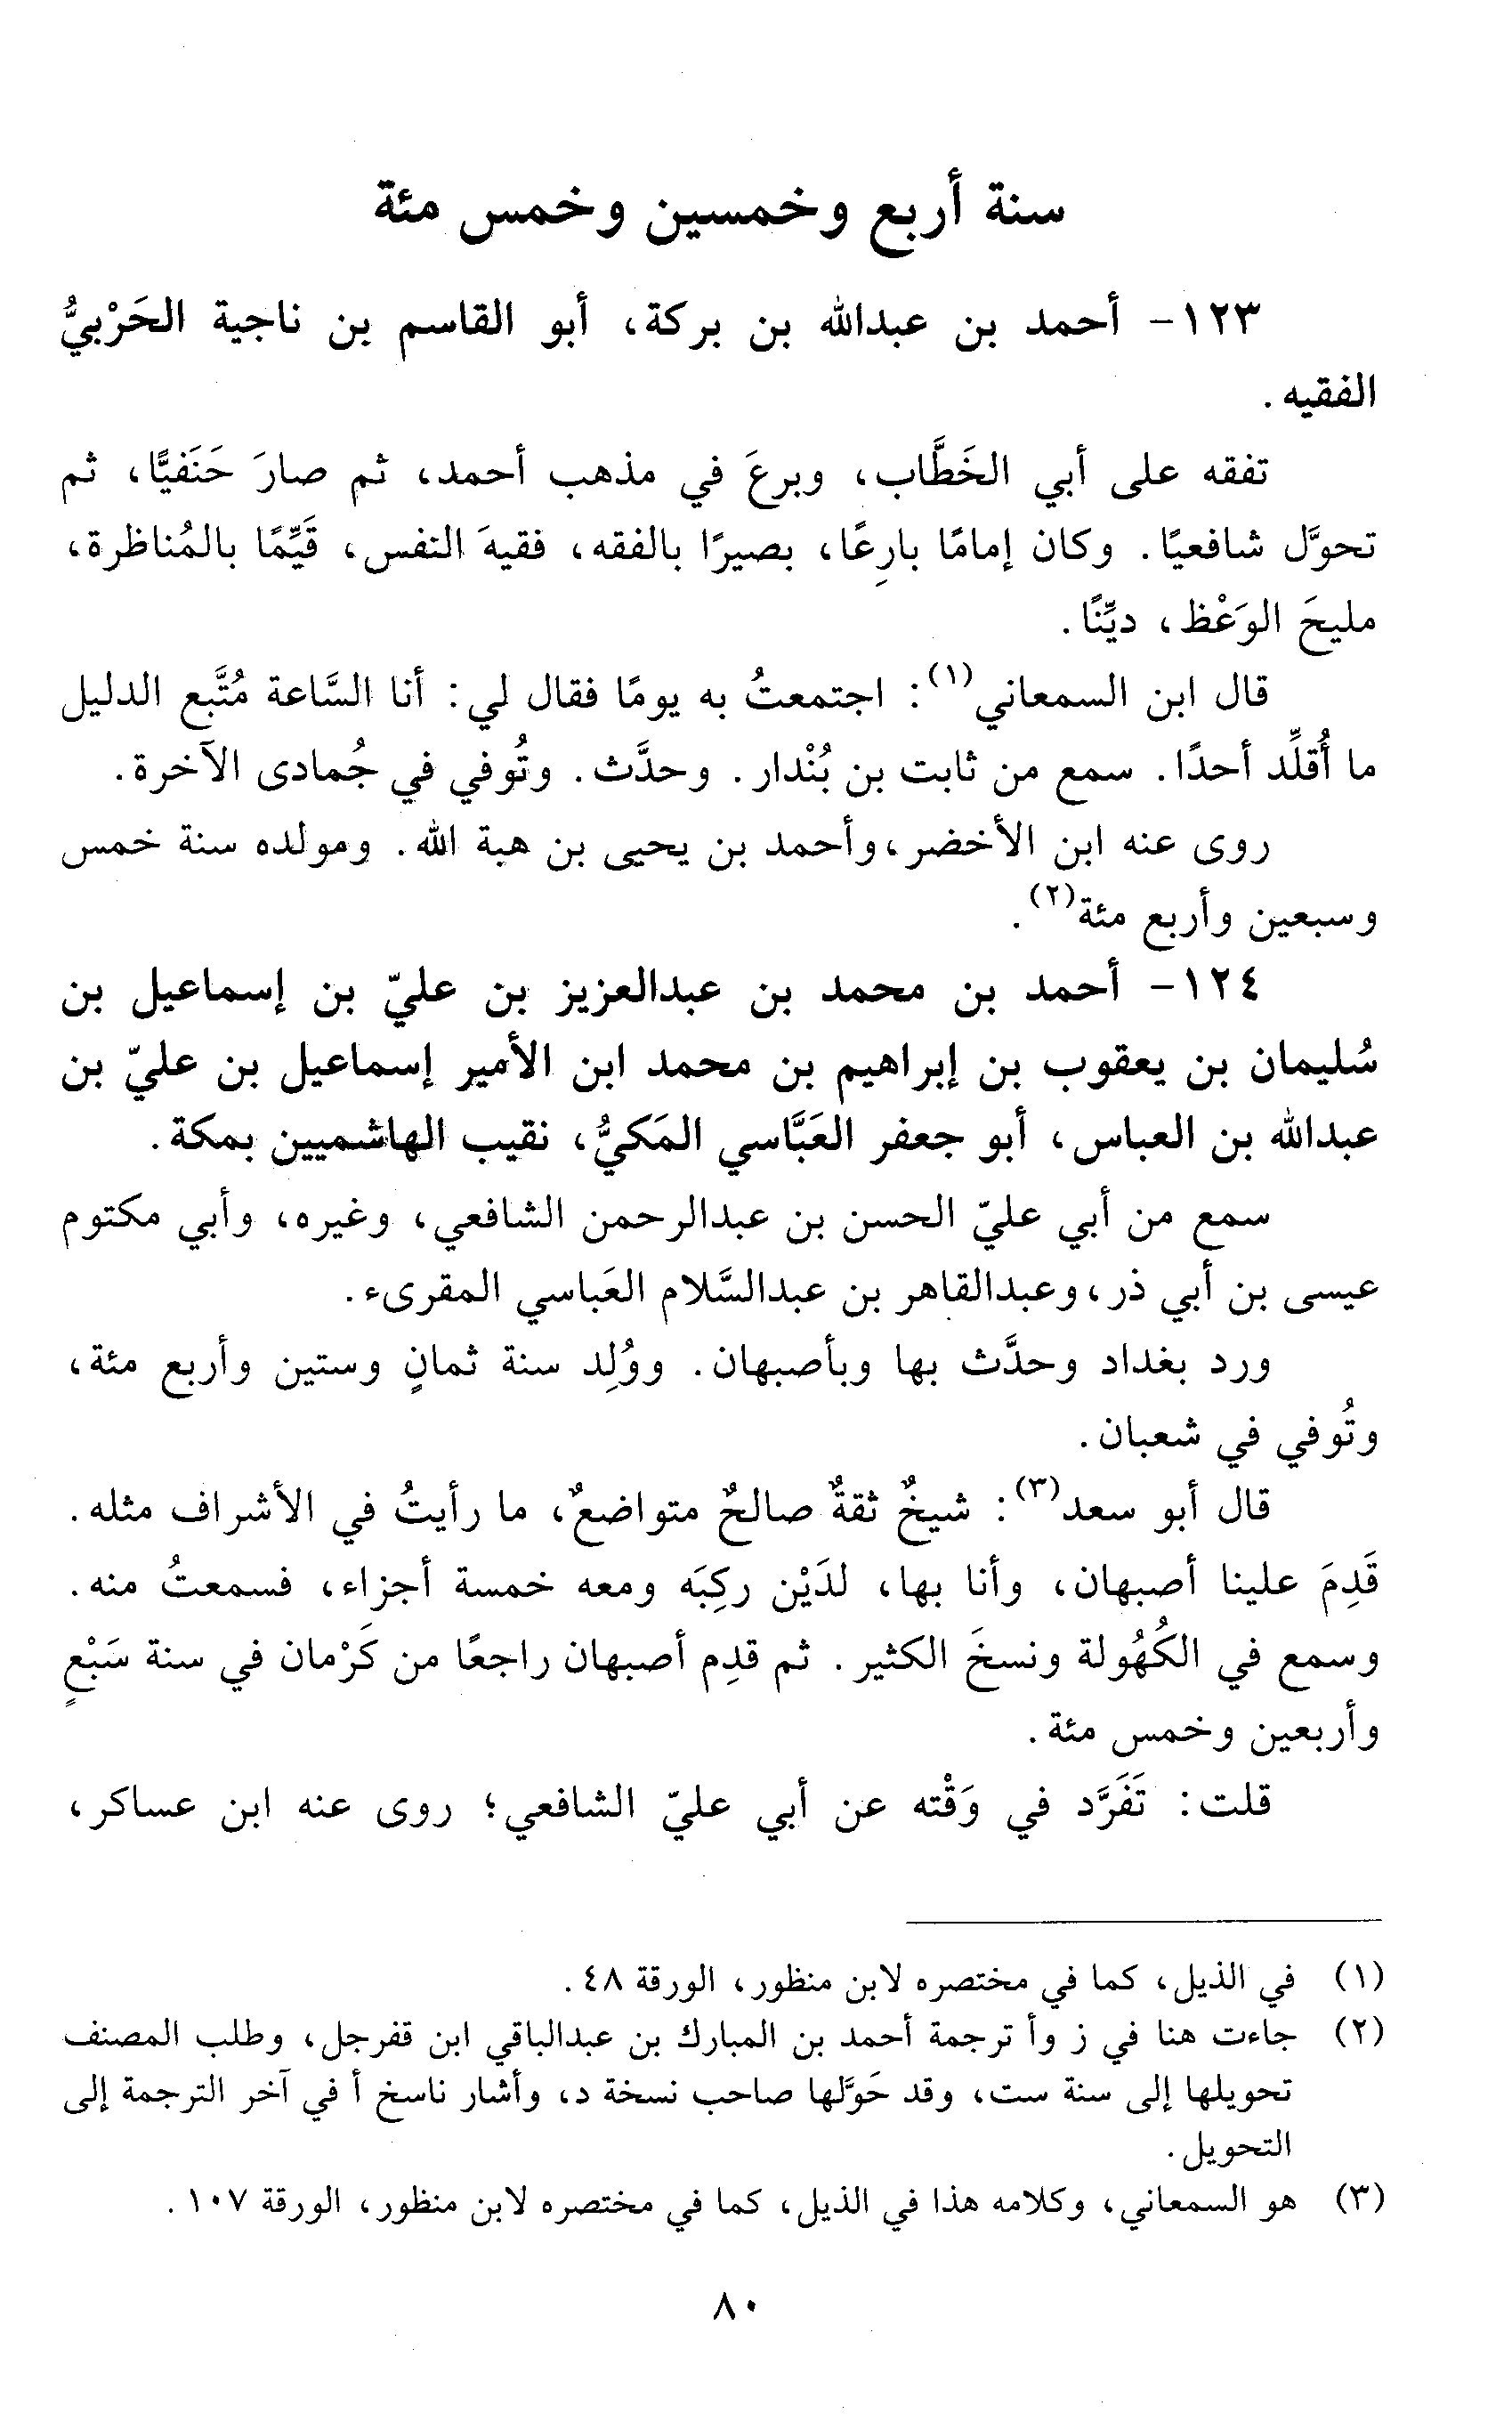 سنة أربع وخمسين وخمس مئة
١٢٣- أحمد بن عبدالله بن بركة، أبو القاسم بن ناجية الحَرْبيُّ
الفقيه.
تفقه على أبي الخَطَّاب، وبرعَ في مذهب أحمد، ثم صارَ حَنَفيًّا، ثم
تحوَّل شافعيًا. وكان إمامًا بارِعًا، بصيرًا بالفقه، فقيهَ النفس، قَيِّمًا بالمُناظرة،
مليحَ الوَعْظ، ديِّنًا.
قال ابن السمعاني(١): اجتمعتُ به يومًا فقال لي: أنا السَّاعة مُتَّبع الدليل
ما أُقلِّد أحدًا. سمع من ثابت بن بُنْدار. وحدَّث. وتُوفي في جُمادى الآخرة.
روى عنه ابن الأخضر، وأحمد بن يحيى بن هبة الله. ومولده سنة خمس
وسبعين وأربع مئة(٢).
١٢٤- أحمد بن محمد بن عبدالعزيز بن عليّ بن إسماعيل بن
سُليمان بن يعقوب بن إبراهيم بن محمد ابن الأمير إسماعيل بن عليّ بن
عبدالله بن العباس، أبو جعفر العَبَّاسي المَكيُّ، نقيب الهاشميين بمكة.
سمع من أبي عليّ الحسن بن عبدالرحمن الشافعي، وغيره، وأبي مكتوم
عيسى بن أبي ذر، وعبدالقاهر بن عبدالسَّلام العَباسي المقرىء.
ورد بغداد وحدَّث بها وبأصبهان. ووُلِد سنة ثمانٍ وستين وأربع مئة،
وتُوفي في شعبان.
قال أبو سعد(٣): شيخٌ ثقةٌ صالحٌ متواضعٌ، ما رأيتُ في الأشراف مثله.
قَدِمَ علينا أصبهان، وأنا بها، لدَيْن ركِبَه ومعه خمسة أجزاء، فسمعتُ منه.
وسمع في الكُهُولة ونسخَ الكثير. ثم قدِم أصبهان راجعًا من كَرْمان في سنة سَبْعٍ
وأربعين وخمس مئة.
قلت: تَفَرَّد في وَقْته عن أبي عليّ الشافعي؛ روى عنه ابن عساكر،
(١) في الذيل، كما في مختصره لابن منظور، الورقة ٤٨.
(٢) جاءت هنا في ز وأ ترجمة أحمد بن المبارك بن عبدالباقي ابن قفرجل، وطلب المصنف
تحويلها إلى سنة ست، وقد حَوَّلها صاحب نسخة د، وأشار ناسخ أ في آخر الترجمة إلى
التحويل.
(٣) هو السمعاني، وكلامه هذا في الذيل، كما في مختصره لابن منظور، الورقة ١٠٧.
٨٠